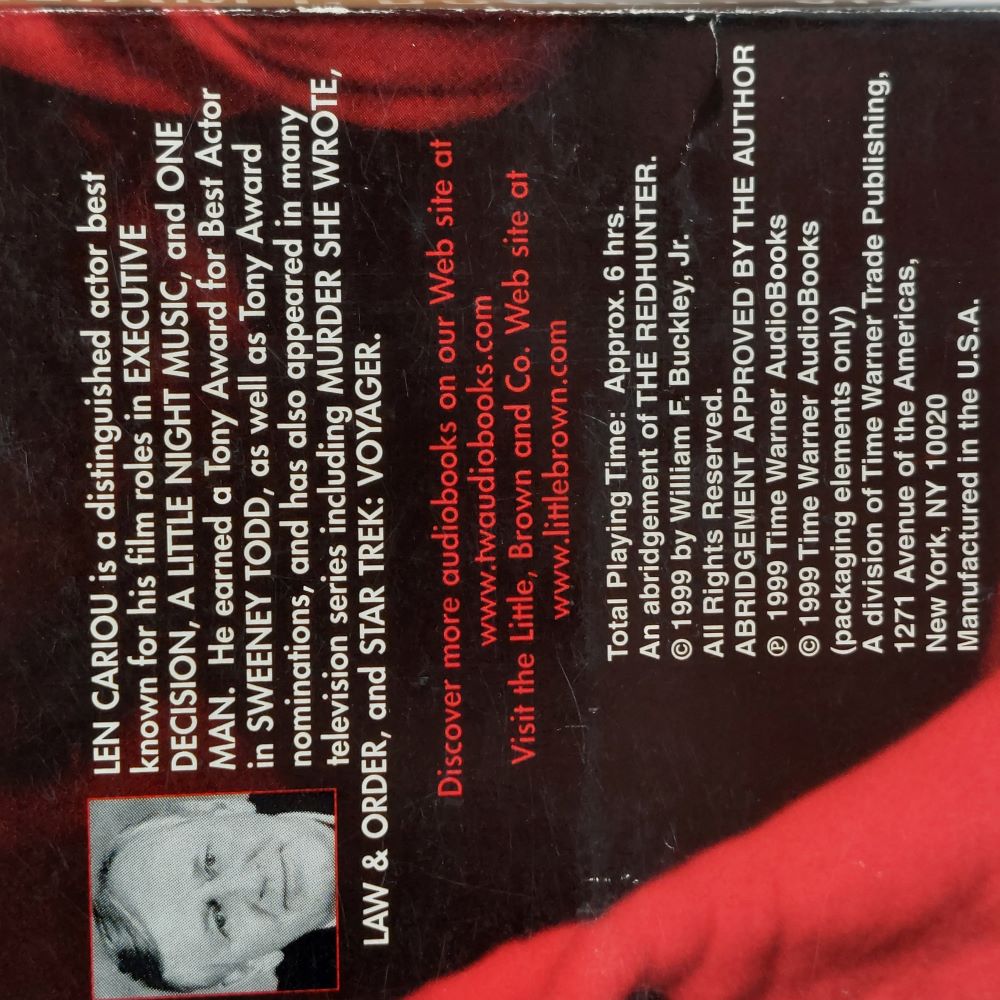 LEN CARIOU is a distinguished actor best
known for his film roles in EXECUTIVE
DECISION, A LITTLE NIGHT MUSIC, and ONE
MAN. He earned a Tony Award for Best Actor
in SWEENEY TODD, as well as Tony Award
nominations, and has also appeared in many
television series including MURDER SHE WROTE,
LAW & ORDER, and STAR TREK: VOYAGER.
Discover more audiobooks on our Web site at
www.twaudiobooks.com
Visit the Little, Brown and Co. Web site at
www.littlebrown.com
Total Playing Time: Approx. 6 hrs.
An abridgement of THE REDHUNTER.
© 1999 by William F. Buckley, Jr.
All Rights Reserved.
ABRIDGEMENT APPROVED BY THE AUTHOR
℗ 1999 Time Warner AudioBooks
© 1999 Time Warner AudioBooks
(packaging elements only)
A division of Time Warner Trade Publishing,
1271 Avenue of the Americas,
New York, NY 10020
Manufactured in the U.S.A.